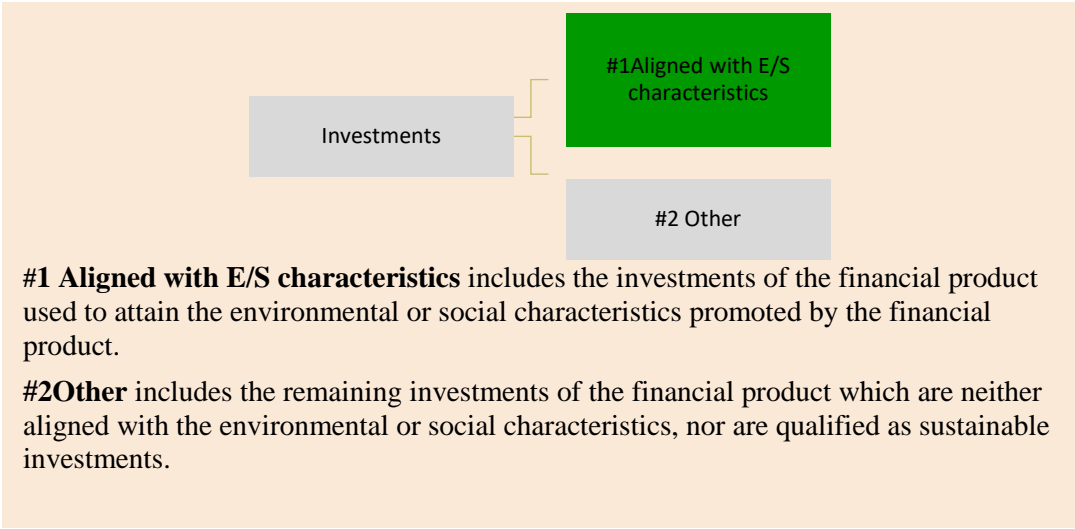 #1Aligned with E/S
characteristics
Investments
#2 Other
#1 Aligned with E/S characteristics includes the investments of the financial product
used to attain the environmental or social characteristics promoted by the financial
product.
#2Other includes the remaining investments of the financial product which are neither
aligned with the environmental or social characteristics, nor are qualified as sustainable
investments.